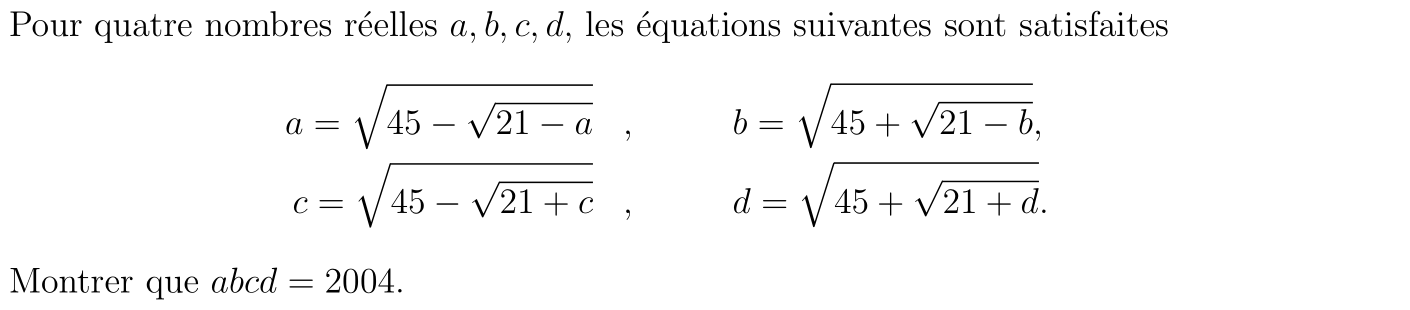 Pour quatre nombres réelles a, b, c, d, les équations suivantes sont satisfaites
a = √(45 − √(21 − a)) , b = √(45 + √(21 − b)),
c = √(45 − √(21 + c)) , d = √(45 + √(21 + d)).
Montrer que abcd = 2004.